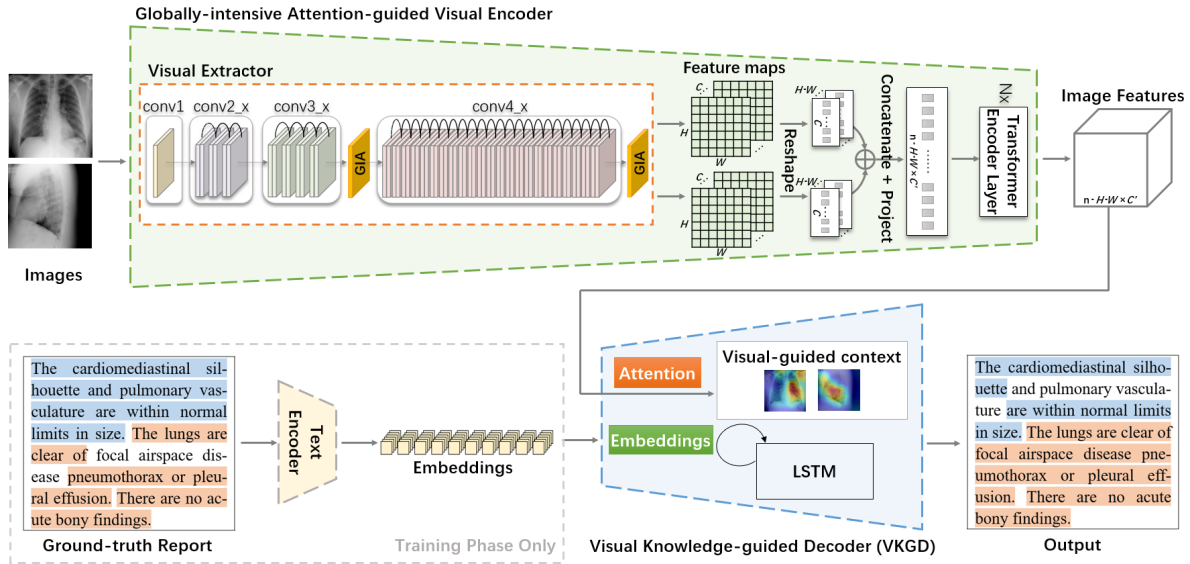 Globally-intensive Attention-guided Visual Encoder
Visual Extractor
conv1
conv2_x
conv3_x
conv4_x
GIA
GIA
Feature maps
C
H
W
C
H
W
Reshape
H·W
C
H·W
C
Concatenate + Project
n · H·W × C'
Nx
Transformer
Encoder Layer
Image Features
n · H·W × C'
Images
The cardiomediastinal sil-
houette and pulmonary vas-
culature are within normal
limits in size. The lungs are
clear of focal airspace dis-
ease pneumothorax or pleu-
ral effusion. There are no ac-
ute bony findings.
Ground-truth Report
Text
Encoder
Embeddings
Training Phase Only
Attention
Embeddings
Visual-guided context
LSTM
Visual Knowledge-guided Decoder (VKGD)
The cardiomediastinal silho-
uette and pulmonary vascula-
ture are within normal limits
in size. The lungs are clear of
focal airspace disease pne-
umothorax or pleural eff-
usion. There are no acute
bony findings.
Output